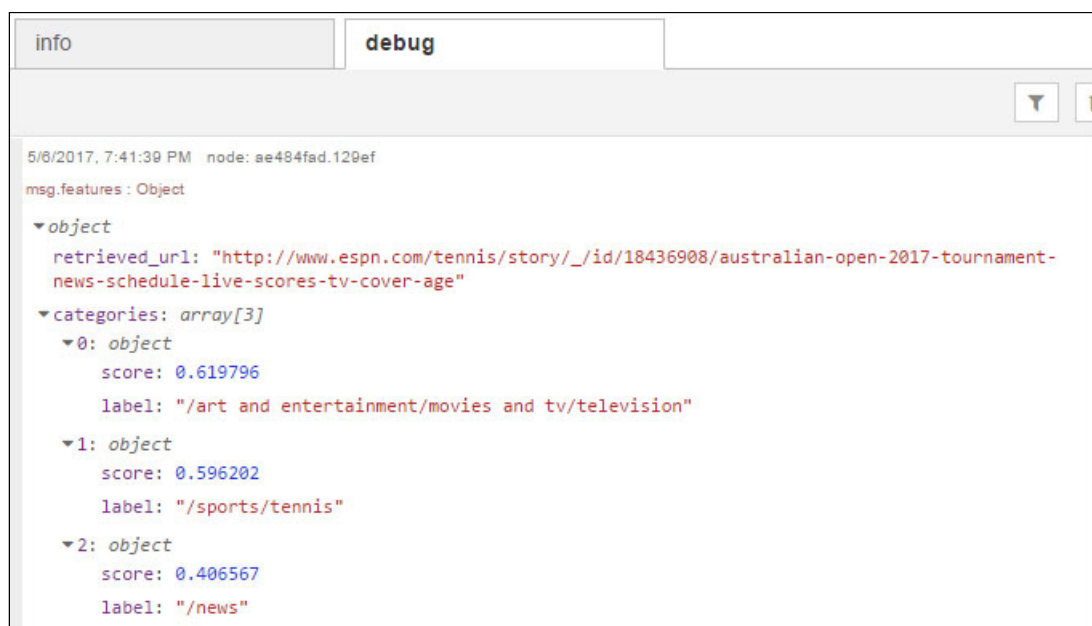 info debug
5/6/2017, 7:41:39 PM node: ae484fad.129ef
msg.features : Object
object
retrieved_url: "http://www.espn.com/tennis/story/_/id/18436908/australian-open-2017-tournament-
news-schedule-live-scores-tv-cover-age"
categories: array[3]
0: object
score: 0.619796
label: "/art and entertainment/movies and tv/television"
1: object
score: 0.596202
label: "/sports/tennis"
2: object
score: 0.406567
label: "/news"